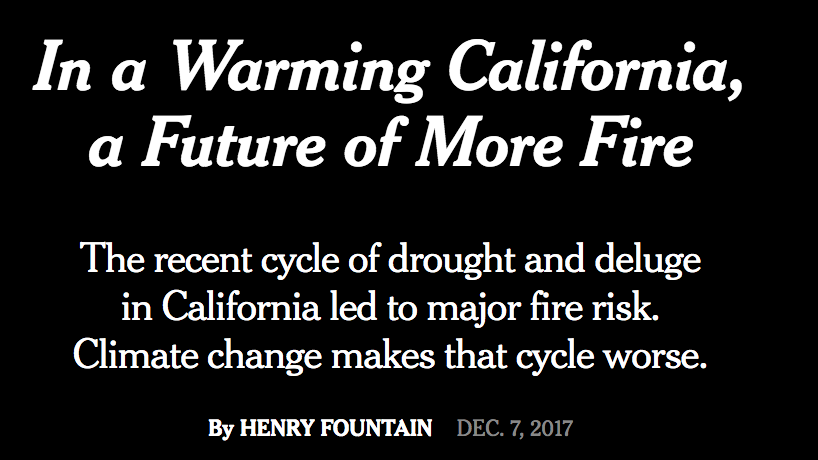 In a Warming California,
a Future of More Fire
The recent cycle of drought and deluge
in California led to major fire risk.
Climate change makes that cycle worse.
By HENRY FOUNTAIN DEC. 7, 2017